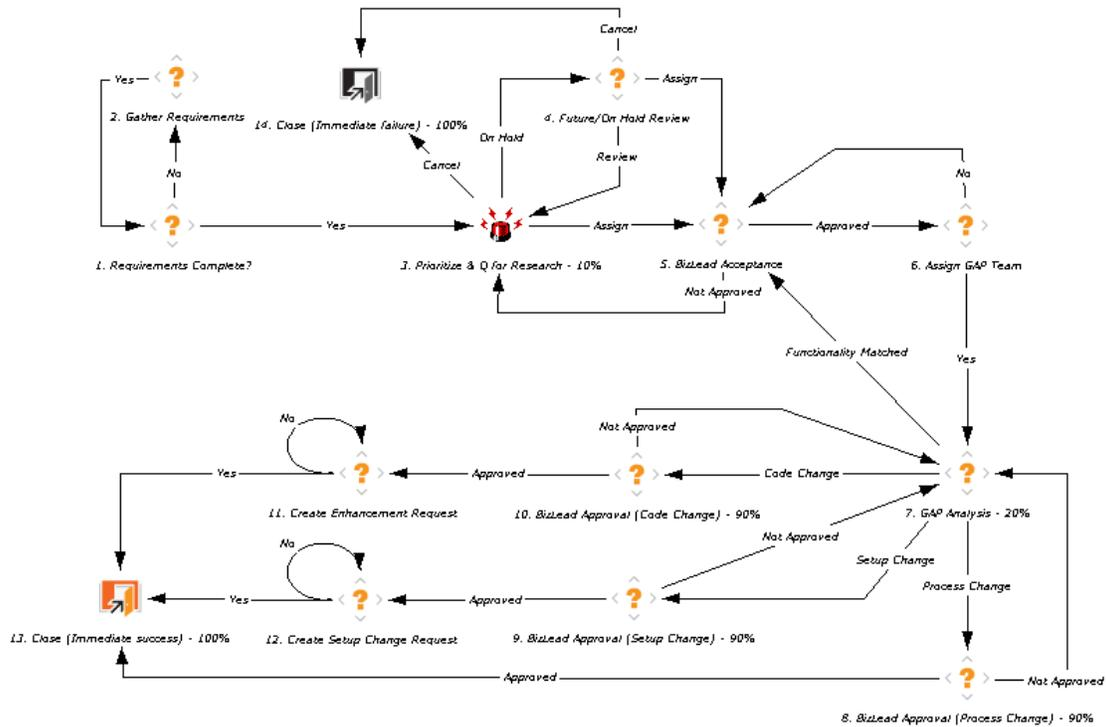 Cancel
Yes
Assign
2. Gather Requirements
14. Close (Immediate failure) - 100%
4. Future/On Hold Review
On Hold
Review
Cancel
No
No
Yes
Assign
Approved
1. Requirements Complete?
3. Prioritize & Q for Research - 10%
5. BizLead Acceptance
6. Assign GAP Team
Not Approved
Functionality Matched
Yes
No
Not Approved
Yes
Approved
Code Change
11. Create Enhancement Request
10. BizLead Approval (Code Change) - 90%
7. GAP Analysis - 20%
No
Not Approved
Setup Change
Process Change
Yes
Approved
13. Close (Immediate success) - 100%
12. Create Setup Change Request
9. BizLead Approval (Setup Change) - 90%
Approved
Not Approved
8. BizLead Approval (Process Change) - 90%